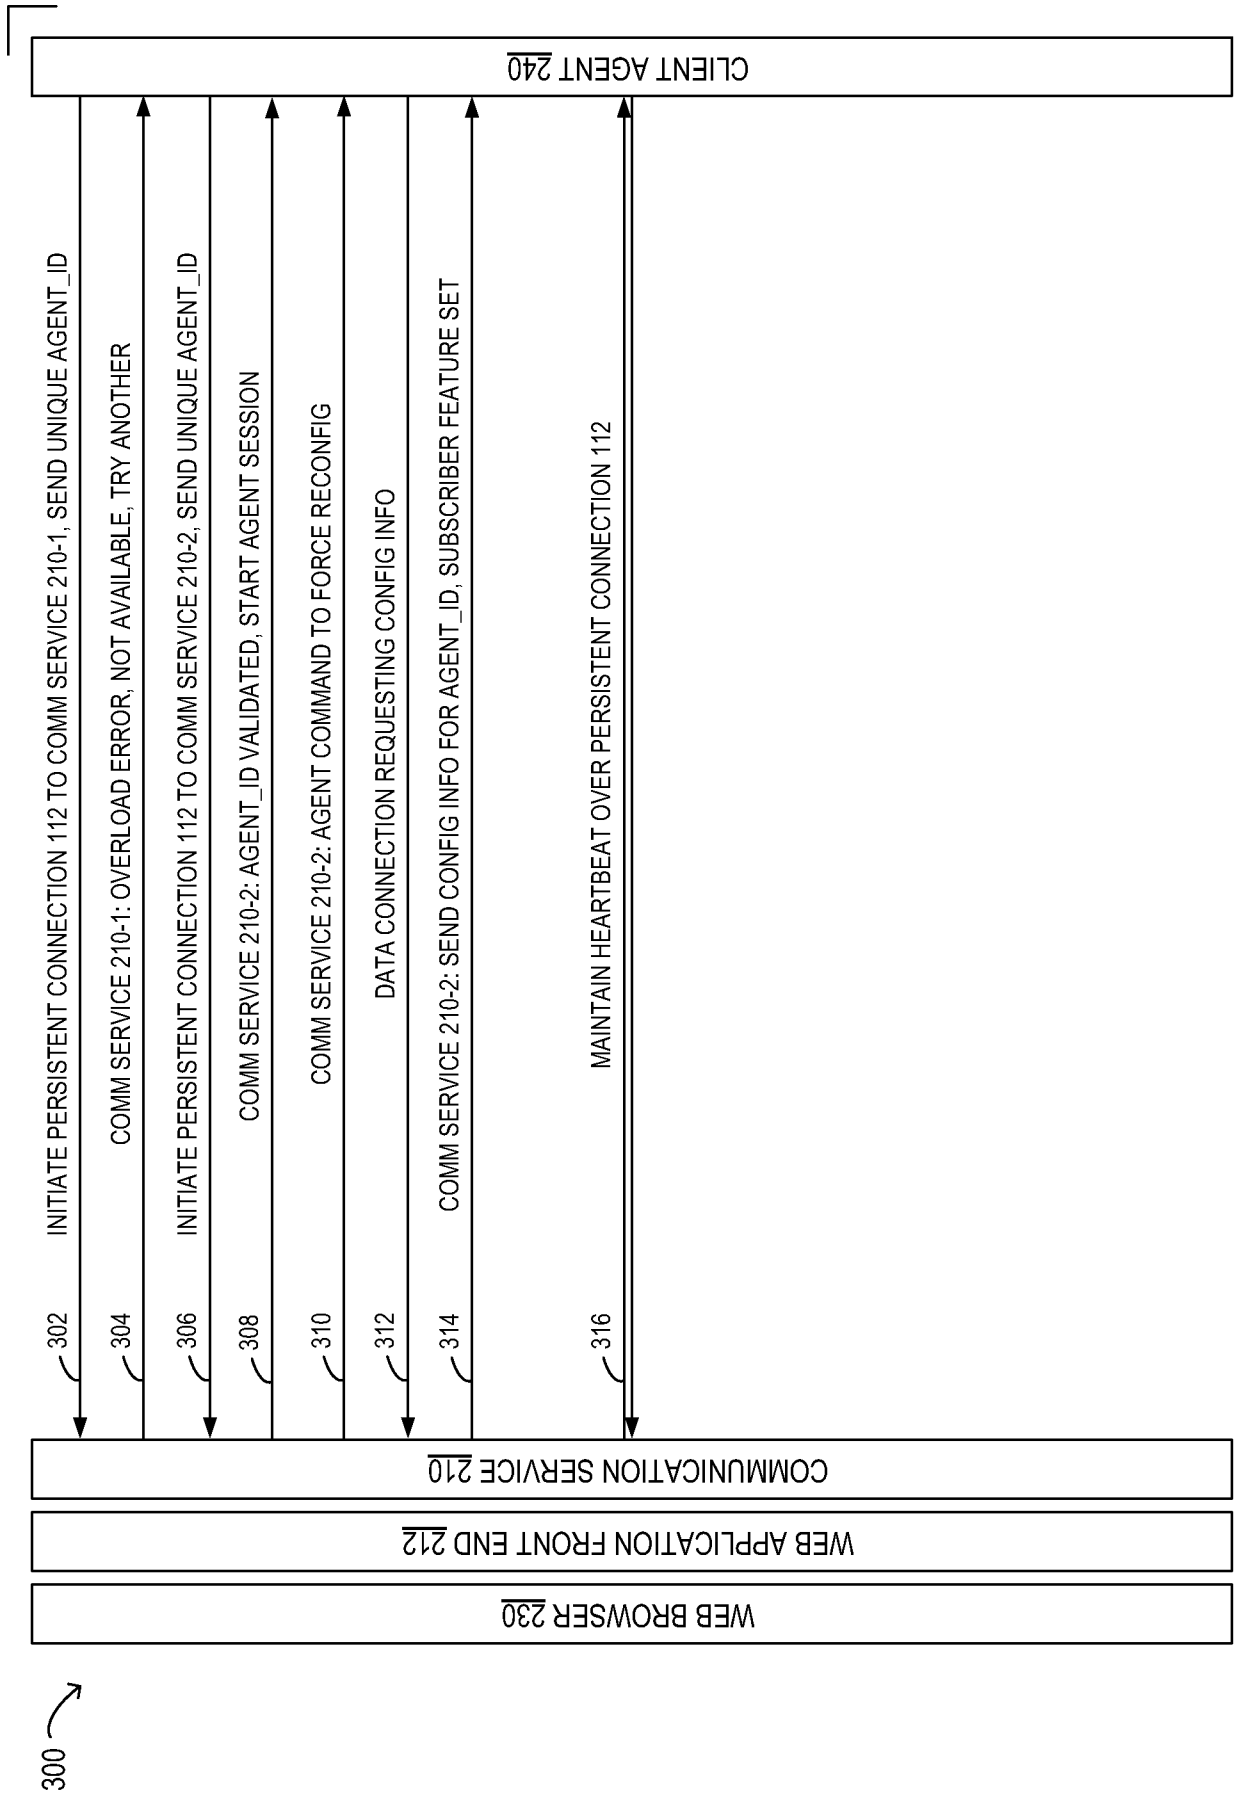 300
WEB BROWSER 230
WEB APPLICATION FRONT END 212
COMMUNICATION SERVICE 210
CLIENT AGENT 240
302
INITIATE PERSISTENT CONNECTION 112 TO COMM SERVICE 210-1, SEND UNIQUE AGENT_ID
304
COMM SERVICE 210-1: OVERLOAD ERROR, NOT AVAILABLE, TRY ANOTHER
306
INITIATE PERSISTENT CONNECTION 112 TO COMM SERVICE 210-2, SEND UNIQUE AGENT_ID
308
COMM SERVICE 210-2: AGENT_ID VALIDATED, START AGENT SESSION
310
COMM SERVICE 210-2: AGENT COMMAND TO FORCE RECONFIG
312
DATA CONNECTION REQUESTING CONFIG INFO
314
COMM SERVICE 210-2: SEND CONFIG INFO FOR AGENT_ID, SUBSCRIBER FEATURE SET
316
MAINTAIN HEARTBEAT OVER PERSISTENT CONNECTION 112